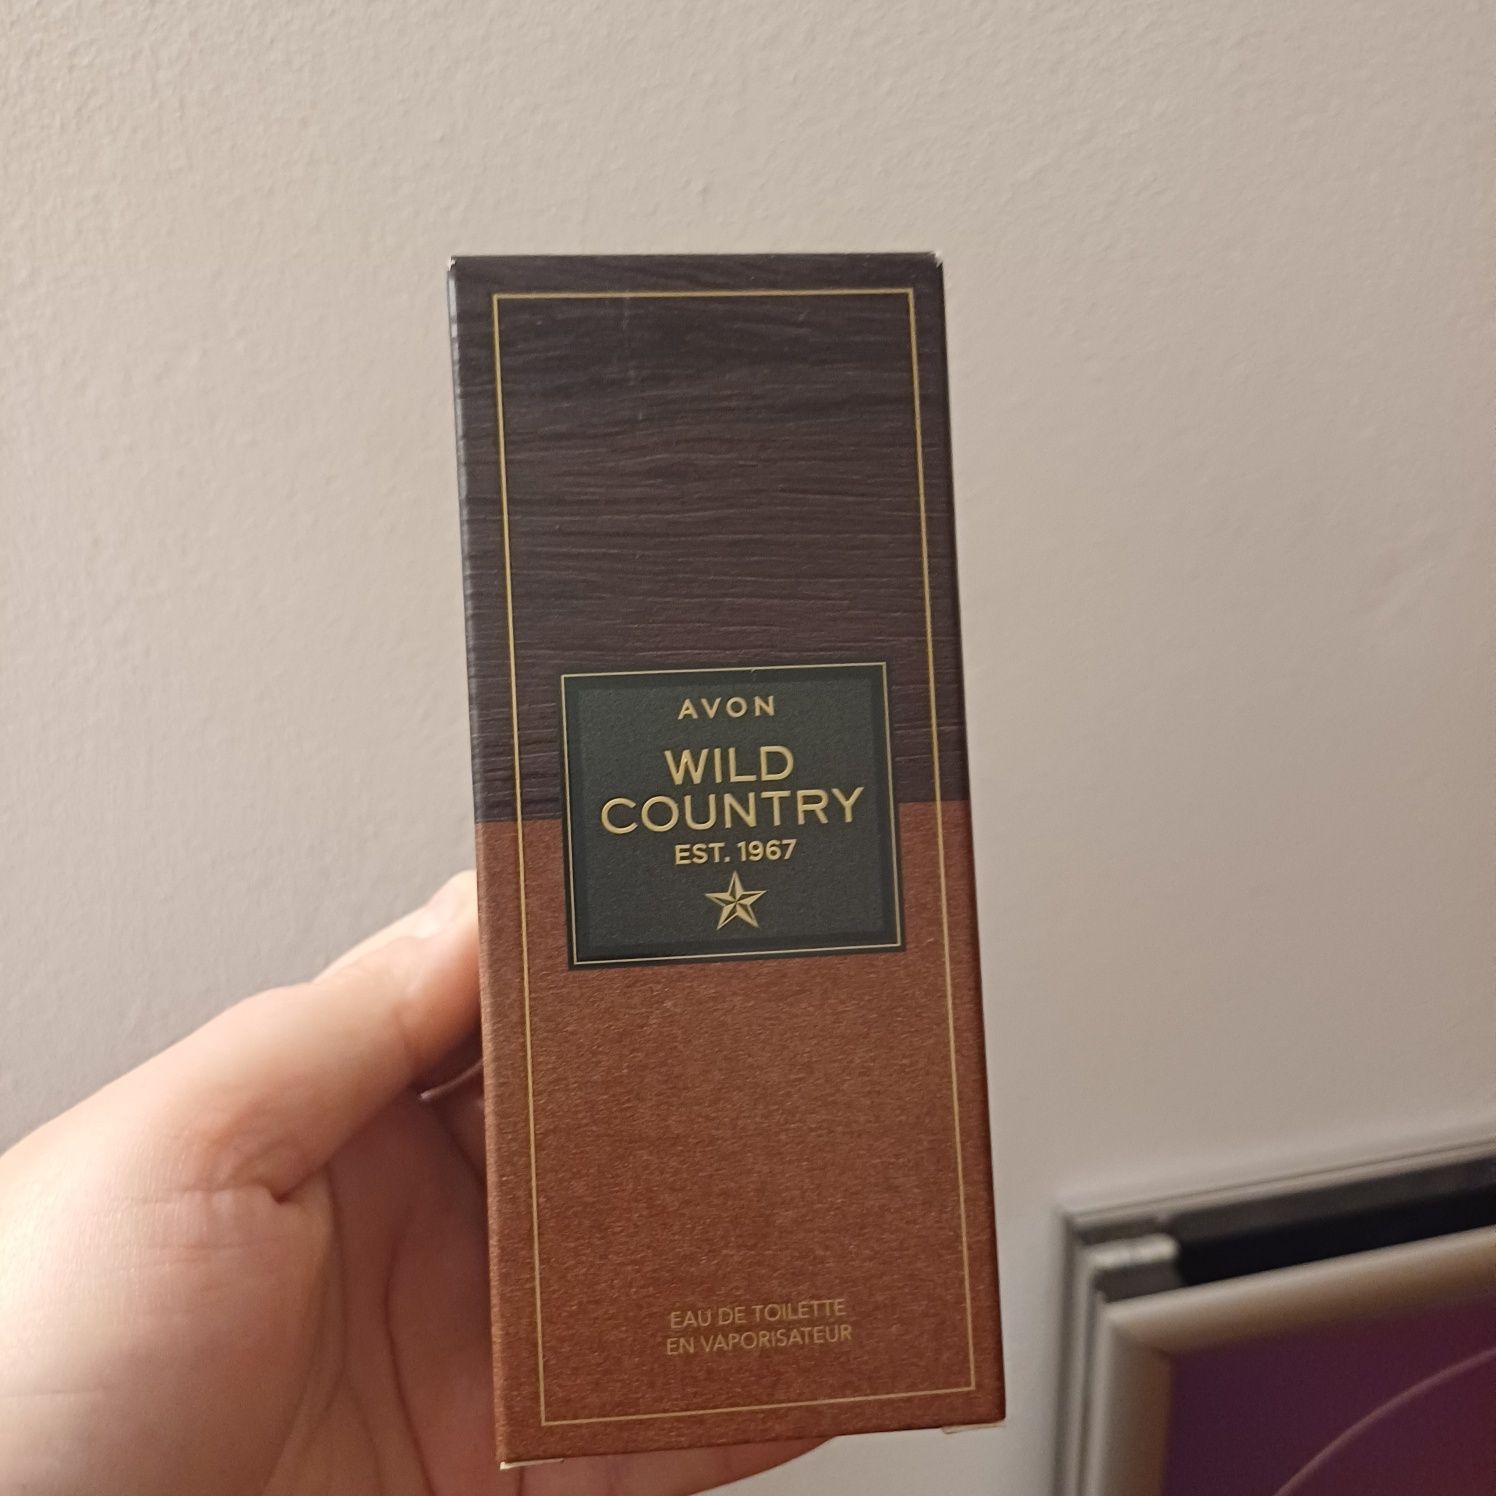 AVON
WILD
COUNTRY
EST. 1967
EAU DE TOILETTE
EN VAPORISATEUR